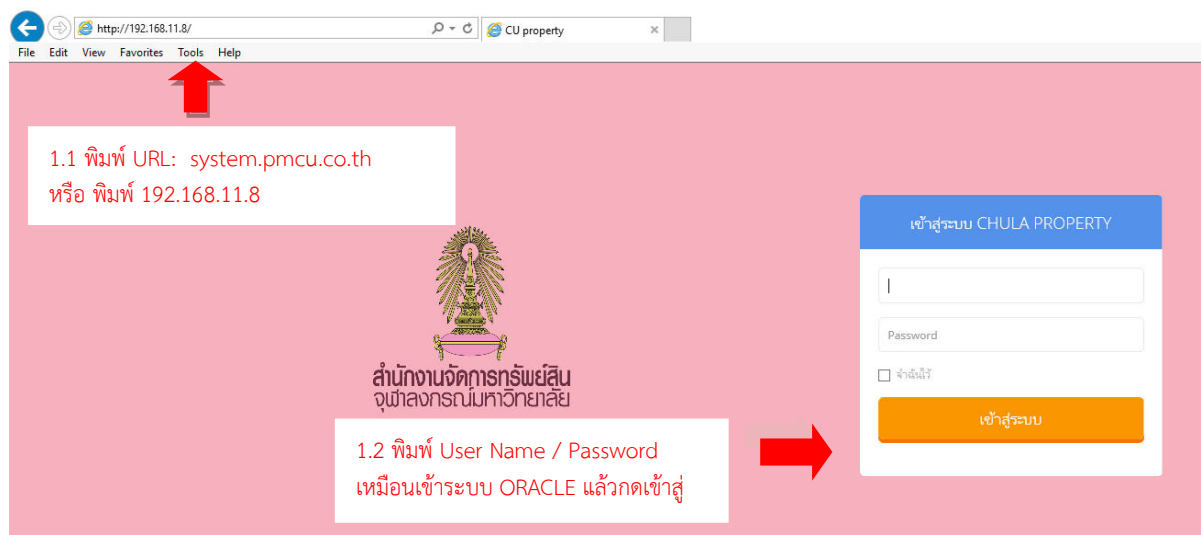 http://192.168.11.8/
CU property
File Edit View Favorites Tools Help
1.1 พิมพ์ URL: system.pmcu.co.th
หรือ พิมพ์ 192.168.11.8
เข้าสู่ระบบ CHULA PROPERTY
Password
จำฉันไว้
เข้าสู่ระบบ
สำนักงานจัดการทรัพย์สิน
จุฬาลงกรณ์มหาวิทยาลัย
1.2 พิมพ์ User Name / Password
เหมือนเข้าระบบ ORACLE แล้วกดเข้าสู่